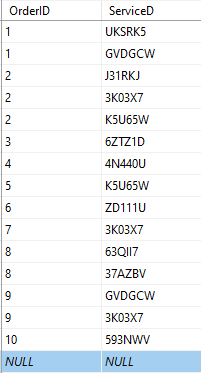 OrderID ServiceD
1 UKSRK5
1 GVDGCW
2 J31RKJ
2 3K03X7
2 K5U65W
3 6ZTZ1D
4 4N440U
5 K5U65W
6 ZD111U
7 3K03X7
8 63QII7
8 37AZBV
9 GVDGCW
9 3K03X7
10 593NWV
NULL NULL